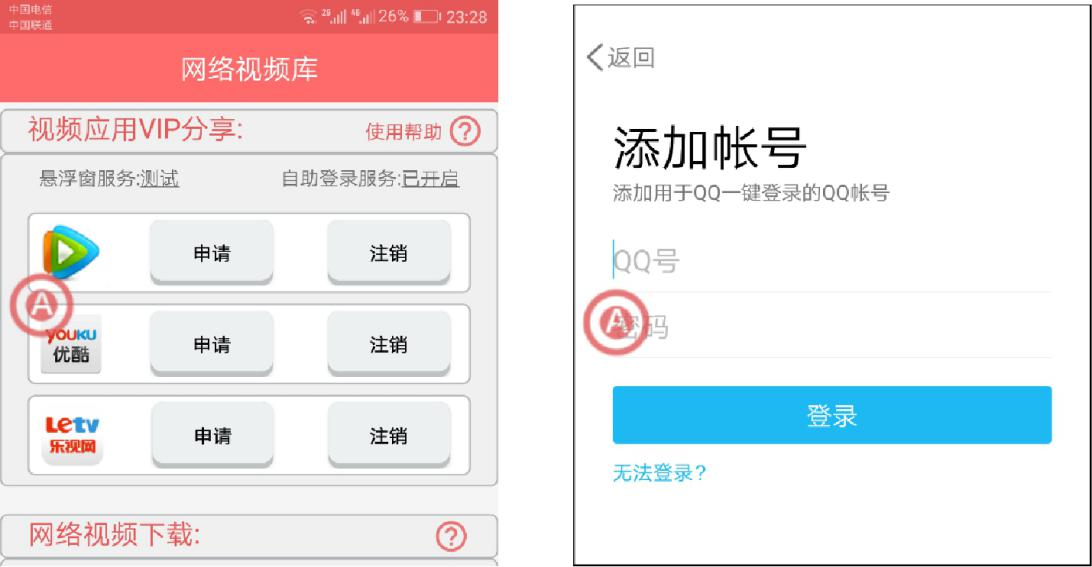 中国电信
中国联通
2G 4G 26% 23:28
网络视频库
视频应用VIP分享:
使用帮助 ?
悬浮窗服务:测试
自助登录服务:已开启
申请
注销
A
YOUKU
优酷
申请
注销
Letv
乐视网
申请
注销
网络视频下载:
?
返回
添加帐号
添加用于QQ一键登录的QQ帐号
QQ号
A
密码
登录
无法登录?